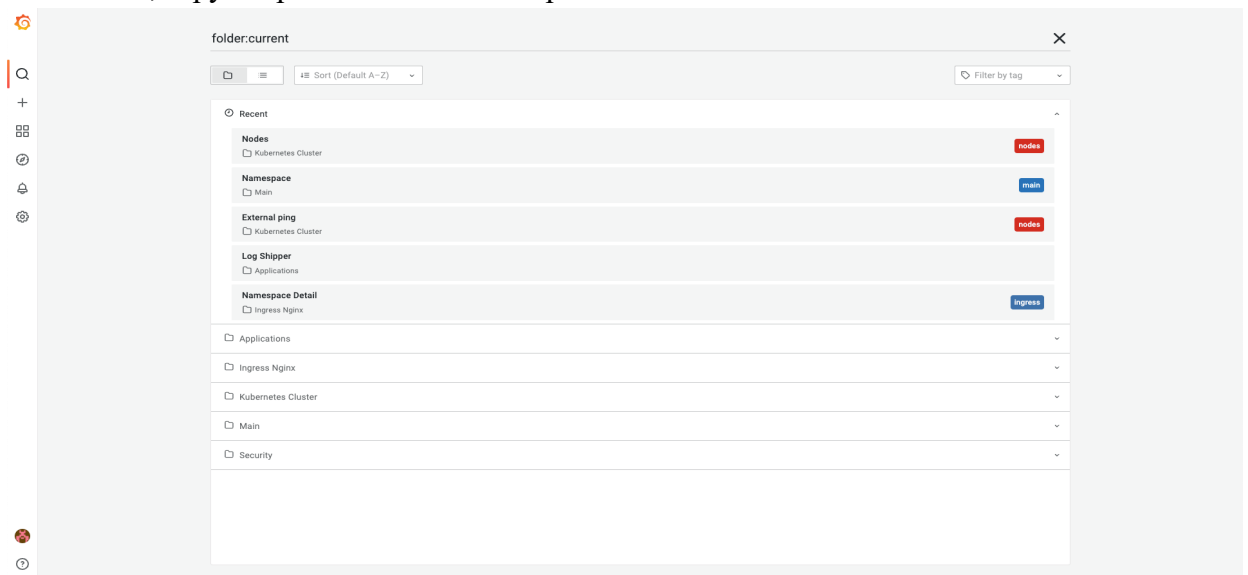 folder:current
Sort (Default A–Z)
Filter by tag
Recent
Nodes
Kubernetes Cluster
nodes
Namespace
Main
main
External ping
Kubernetes Cluster
nodes
Log Shipper
Applications
Namespace Detail
Ingress Nginx
ingress
Applications
Ingress Nginx
Kubernetes Cluster
Main
Security